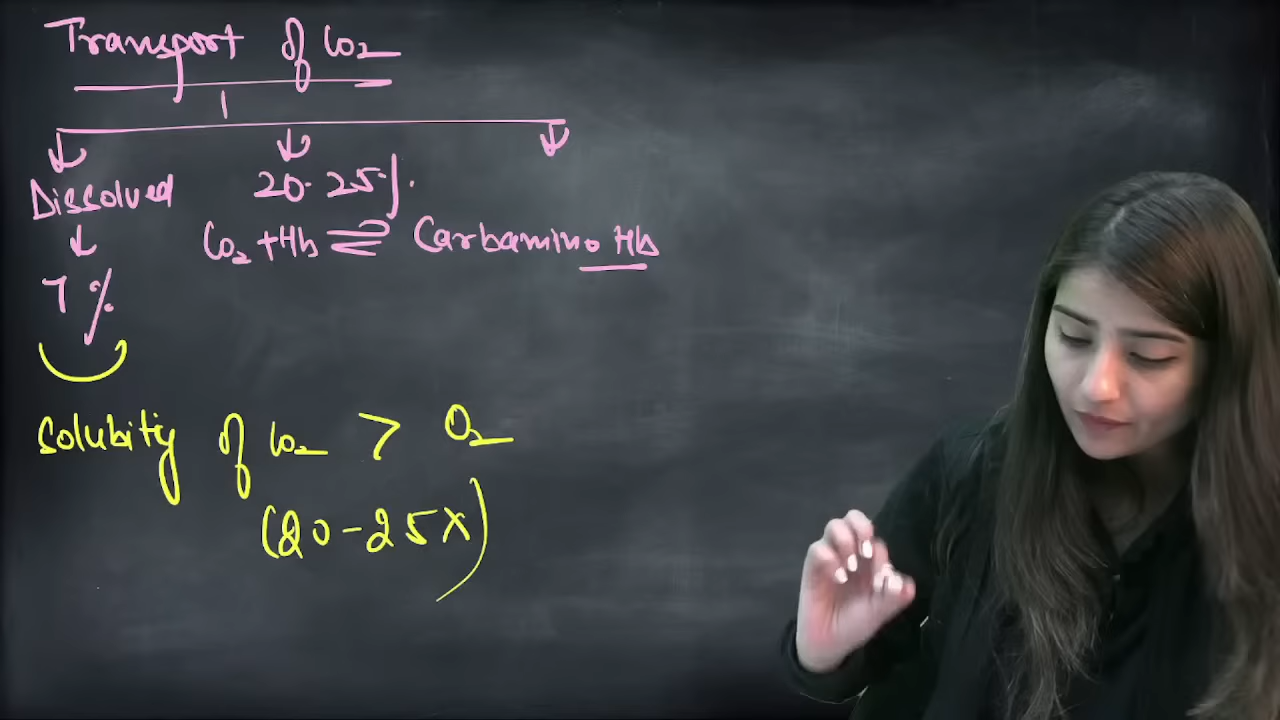 Transport of CO2
Dissolved
7 %
20-25%.
CO2 + Hb ⇌ Carbamino Hb
Solubity of CO2 > O2
(20-25X)